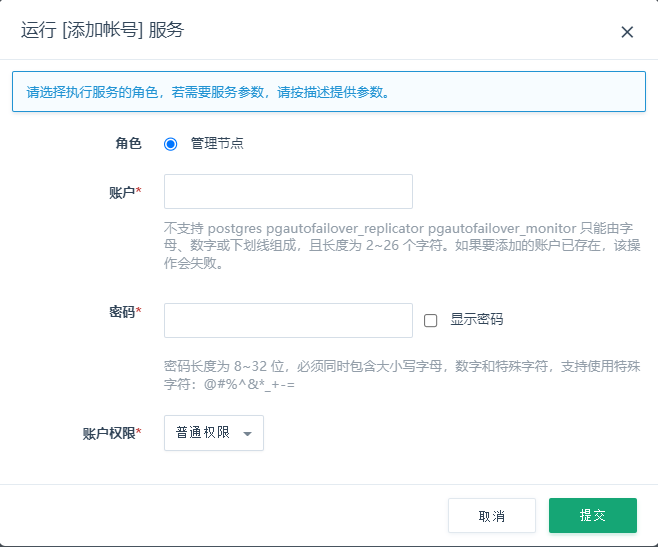 运行 [添加帐号] 服务
请选择执行服务的角色，若需要服务参数，请按描述提供参数。
角色 管理节点
账户*
不支持 postgres pgautofailover_replicator pgautofailover_monitor 只能由字
母、数字或下划线组成，且长度为 2~26 个字符。如果要添加的账户已存在，该操
作会失败。
密码* 显示密码
密码长度为 8~32 位，必须同时包含大小写字母，数字和特殊字符，支持使用特殊
字符：@#%^&*_+-=
账户权限* 普通权限
取消 提交